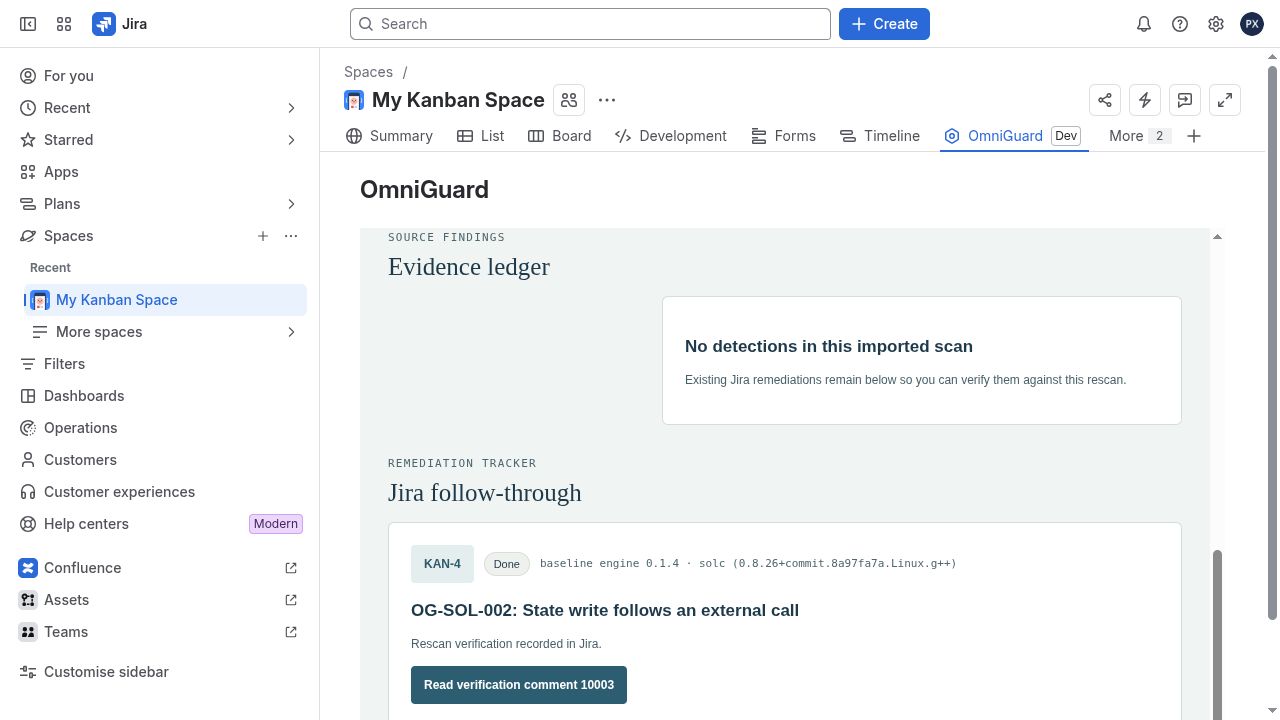 Jira
Search
Create
PX
For you
Recent
Starred
Apps
Plans
Spaces
Recent
My Kanban Space
More spaces
Filters
Dashboards
Operations
Customers
Customer experiences
Help centers
Modern
Confluence
Assets
Teams
Customise sidebar
Spaces /
My Kanban Space
Summary
List
Board
Development
Forms
Timeline
OmniGuard Dev
More 2
OmniGuard
SOURCE FINDINGS
Evidence ledger
No detections in this imported scan
Existing Jira remediations remain below so you can verify them against this rescan.
REMEDIATION TRACKER
Jira follow-through
KAN-4 Done baseline engine 0.1.4 · solc (0.8.26+commit.8a97fa7a.Linux.g++)
OG-SOL-002: State write follows an external call
Rescan verification recorded in Jira.
Read verification comment 10003